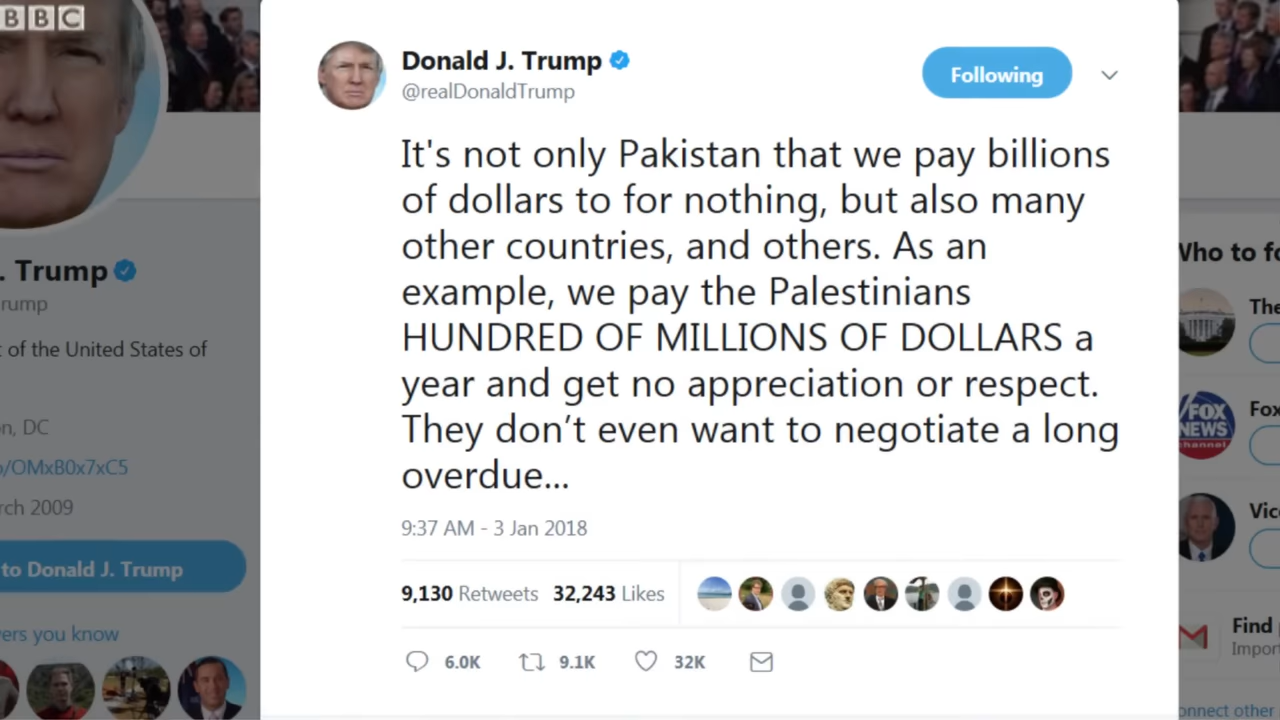 BBC
Donald J. Trump
@realDonaldTrump
Following
It's not only Pakistan that we pay billions
of dollars to for nothing, but also many
other countries, and others. As an
example, we pay the Palestinians
HUNDRED OF MILLIONS OF DOLLARS a
year and get no appreciation or respect.
They don’t even want to negotiate a long
overdue...
9:37 AM - 3 Jan 2018
9,130 Retweets 32,243 Likes
6.0K 9.1K 32K
. Trump
rump
of the United States of
n, DC
o/OMxB0x7xC5
rch 2009
to Donald J. Trump
ers you know
Who to fo
The
FOX
NEWS
channel
Fox
Vic
Find
Import
onnect other